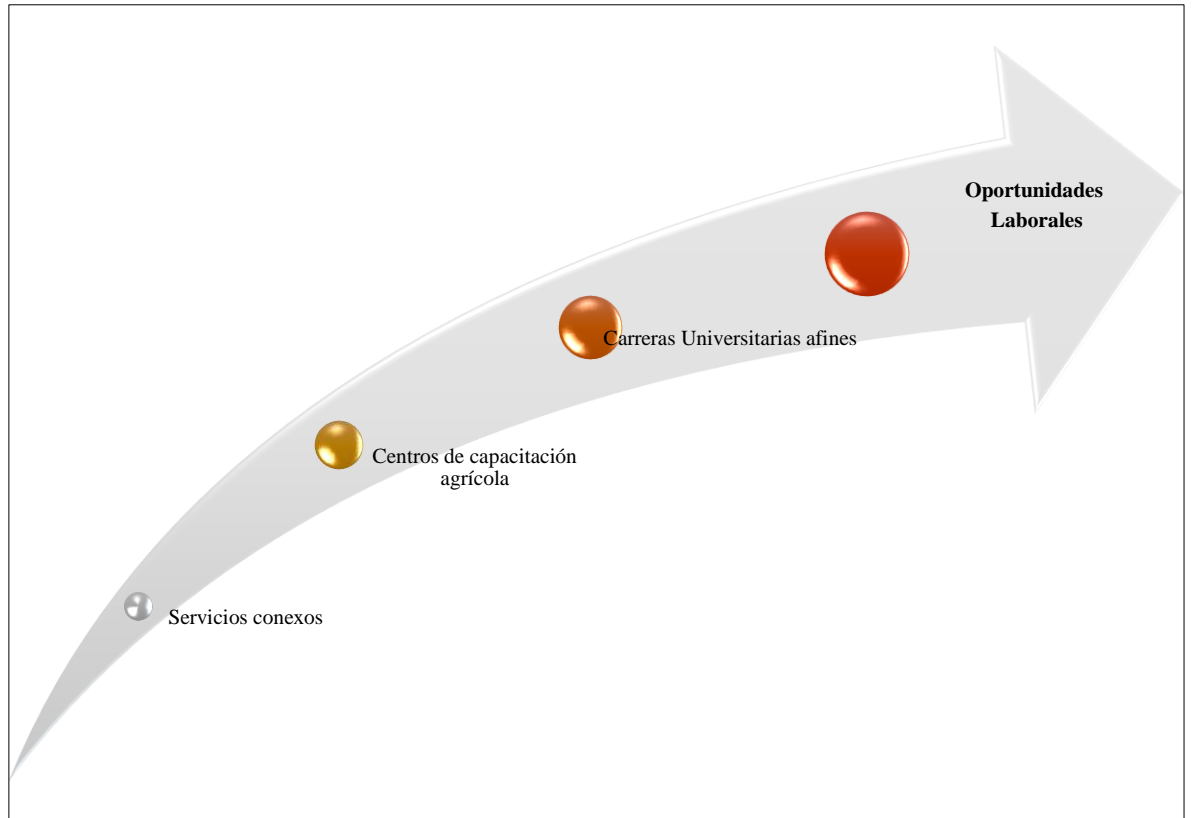 Oportunidades
Laborales
Carreras Universitarias afines
Centros de capacitación
agrícola
Servicios conexos